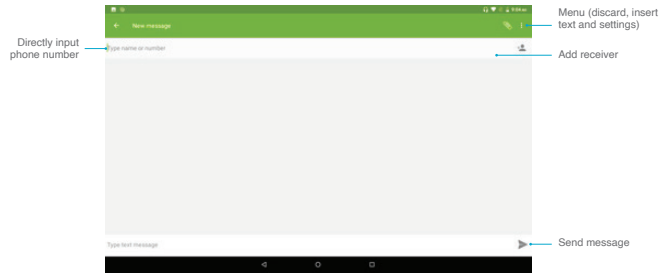 New message
Menu (discard, insert
text and settings)
Directly input
phone number
Type name or number
Add receiver
Type text message
Send message